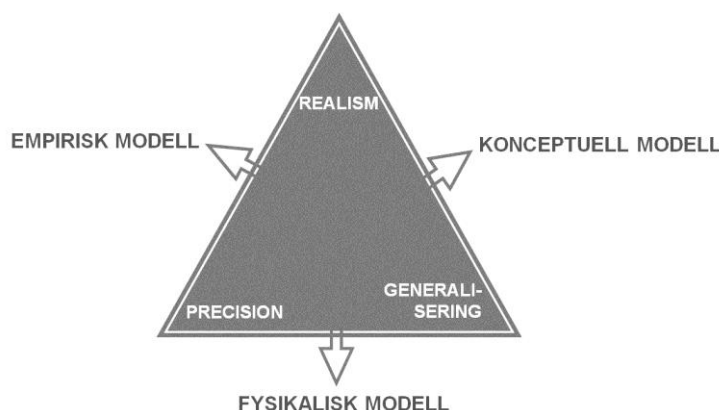 REALISM
EMPIRISK MODELL
KONCEPTUELL MODELL
PRECISION
GENERALI-
SERING
FYSIKALISK MODELL